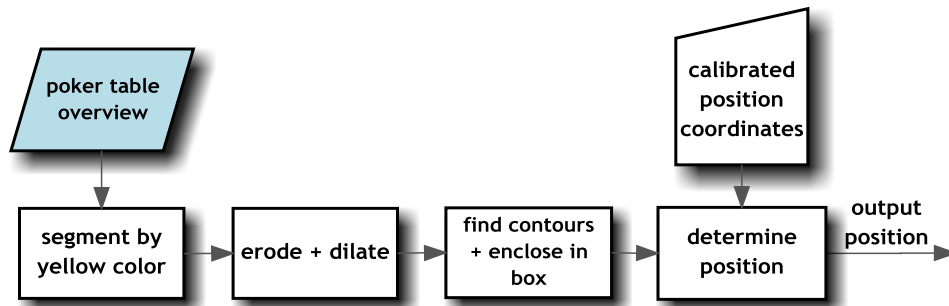 poker table
overview
calibrated
position
coordinates
segment by
yellow color
erode + dilate
find contours
+ enclose in
box
determine
position
output
position